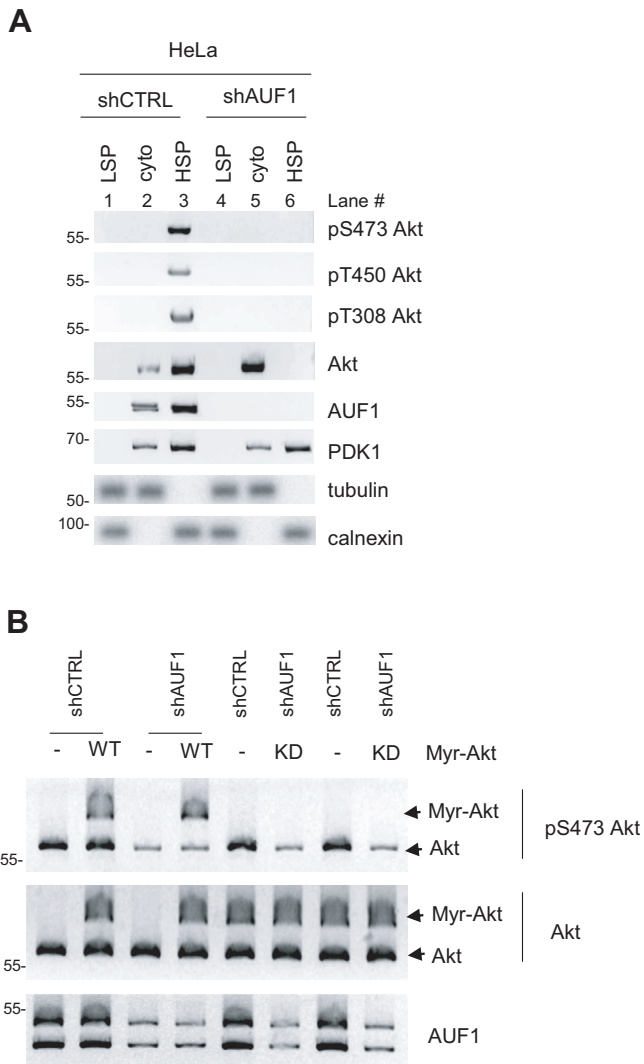 A
HeLa
shCTRL shAUF1
LSP cyto HSP LSP cyto HSP
1 2 3 4 5 6 Lane #
55- pS473 Akt
55- pT450 Akt
55- pT308 Akt
55- Akt
55- AUF1
70- PDK1
50- tubulin
100- calnexin
B
shCTRL shAUF1 shCTRL shAUF1 shCTRL shAUF1
- WT - WT - KD - KD Myr-Akt
Myr-Akt
pS473 Akt
55- Akt
Myr-Akt
Akt
55- Akt
55-
AUF1